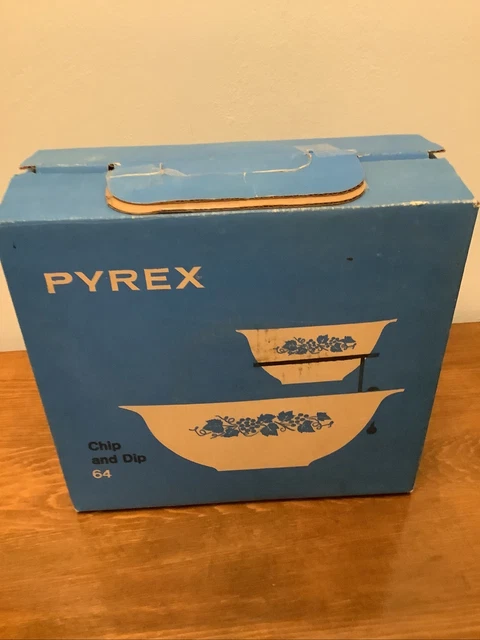 PYREX
Chip
and Dip
64